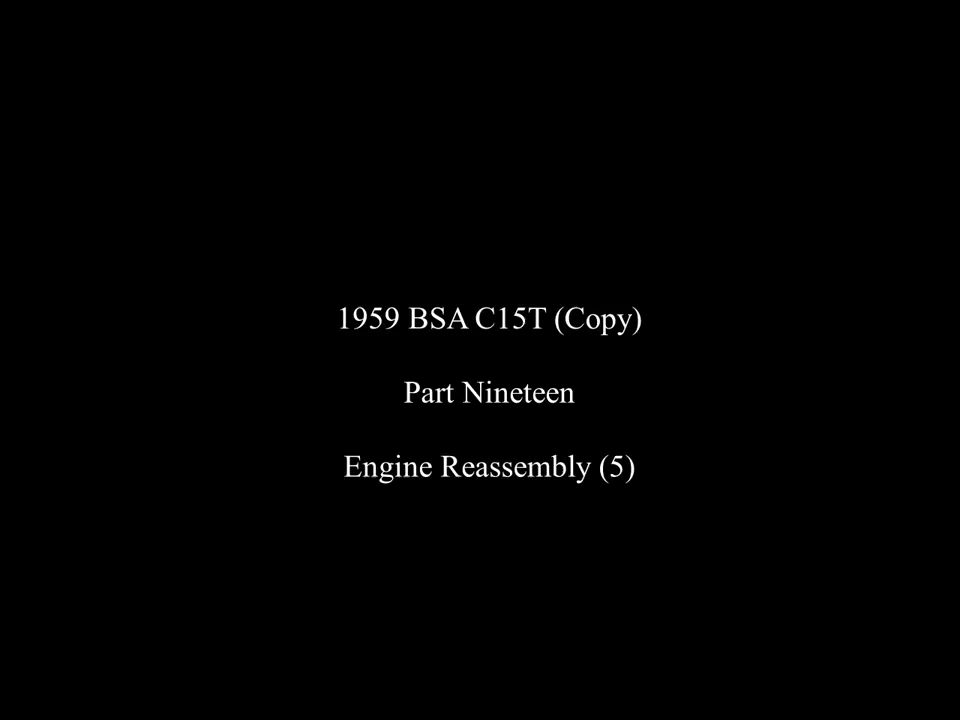 1959 BSA C15T (Copy)
Part Nineteen
Engine Reassembly (5)